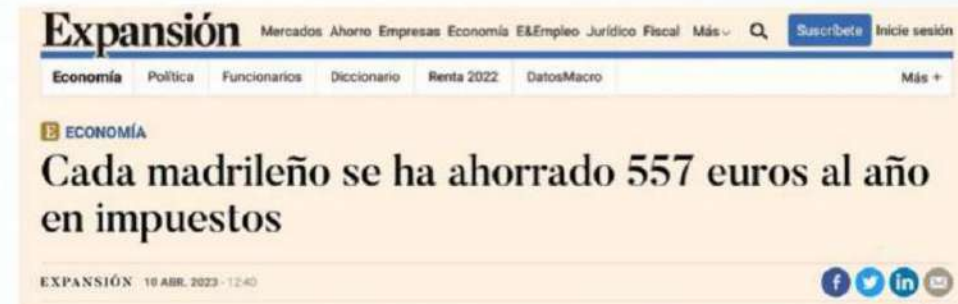 Expansión Mercados Ahorro Empresas Economía E&Empleo Jurídico Fiscal Más Suscríbete Inicie sesión
Economía Política Funcionarios Diccionario Renta 2022 DatosMacro Más +
E ECONOMÍA
Cada madrileño se ha ahorrado 557 euros al año
en impuestos
EXPANSIÓN 10 ABR. 2023 - 12:40